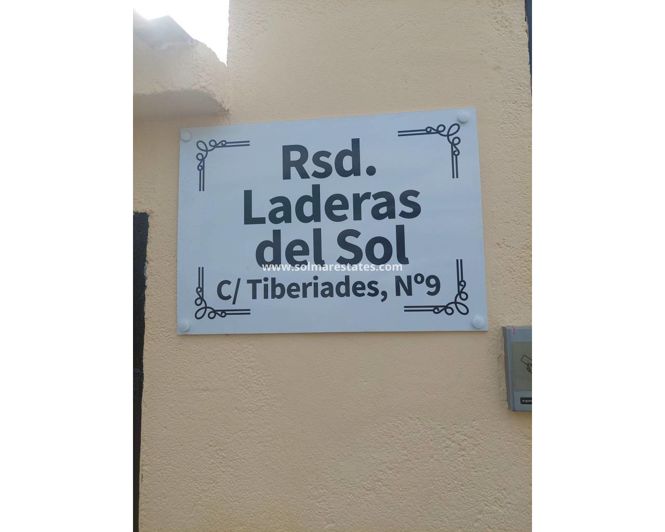 Rsd.
Laderas
del Sol
www.solmarestates.com
C/ Tiberiades, Nº9